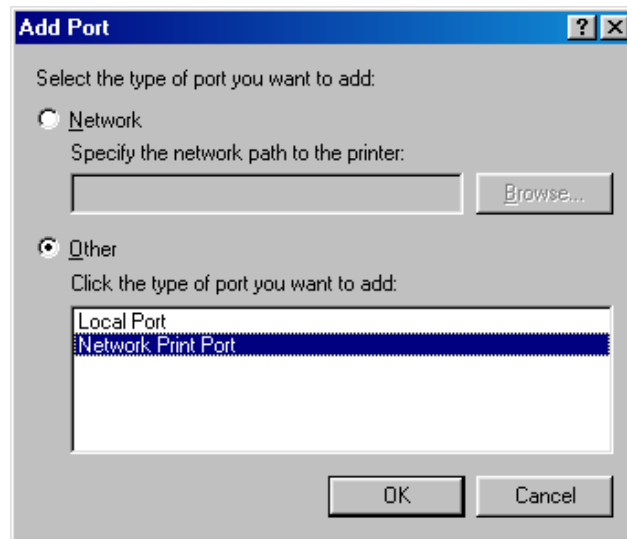 Add Port
Select the type of port you want to add:
Network
Specify the network path to the printer:
Browse...
Other
Click the type of port you want to add:
Local Port
Network Print Port
OK Cancel